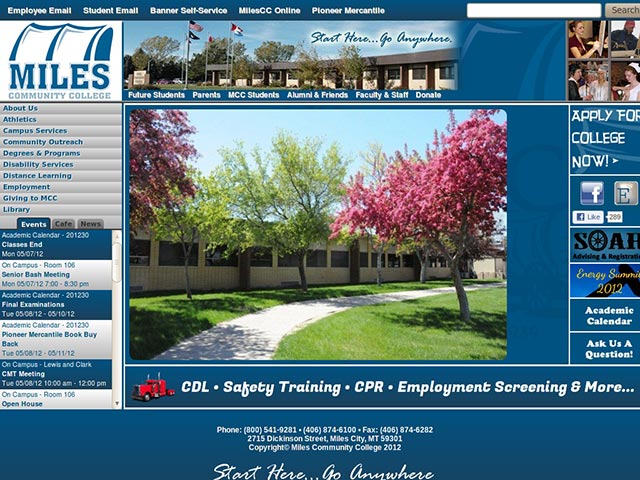 Employee Email Student Email Banner Self-Service MilesCC Online Pioneer Mercantile Search
MILES
COMMUNITY COLLEGE
Start Here...Go Anywhere.
Future Students Parents MCC Students Alumni & Friends Faculty & Staff Donate
About Us
Athletics
Campus Services
Community Outreach
Degrees & Programs
Disability Services
Distance Learning
Employment
Giving to MCC
Library
Events Cafe News
Academic Calendar - 201230
Classes End
Mon 05/07/12
On Campus - Room 106
Senior Bash Meeting
Mon 05/07/12 7:00 - 8:30 pm
Academic Calendar - 201230
Final Examinations
Tue 05/08/12 - 05/10/12
Academic Calendar - 201230
Pioneer Mercantile Book Buy
Back
Tue 05/08/12 - 05/11/12
On Campus - Lewis and Clark
CMT Meeting
Tue 05/08/12 10:00 am - 12:00 pm
On Campus - Room 106
Open House
APPLY FOR
COLLEGE
NOW!
f E
Like 289
SOAR
Advising & Registration
Energy Summit
2012
Academic
Calendar
Ask Us A
Question!
CDL • Safety Training • CPR • Employment Screening & More...
Phone: (800) 541-9281 • (406) 874-6100 • Fax: (406) 874-6282
2715 Dickinson Street, Miles City, MT 59301
Copyright© Miles Community College 2012
Start Here...Go Anywhere